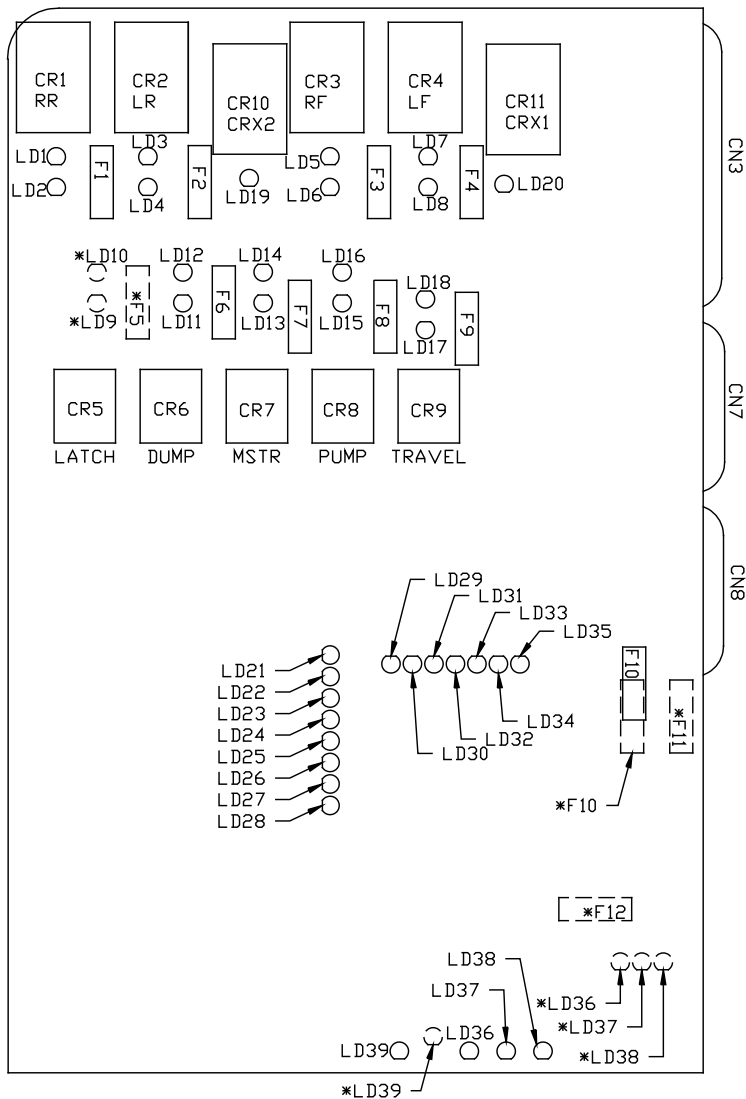 CR1
RR
CR2
LR
CR10
CRX2
CR3
RF
CR4
LF
CR11
CRX1
CN3
LD1
LD2
F1
LD3
LD4
F2
LD19
LD5
LD6
F3
LD7
LD8
F4
LD20
*LD10
*LD9
*F5
LD12
LD11
F6
LD14
LD13
F7
LD16
LD15
F8
LD18
LD17
F9
CN7
CR5
LATCH
CR6
DUMP
CR7
MSTR
CR8
PUMP
CR9
TRAVEL
CN8
LD29
LD31
LD33
LD35
LD21
LD22
LD23
LD24
LD25
LD26
LD27
LD28
LD34
LD32
LD30
F10
*F11
*F10
*F12
LD38
LD37
LD36
LD39
*LD39
*LD36
*LD37
*LD38